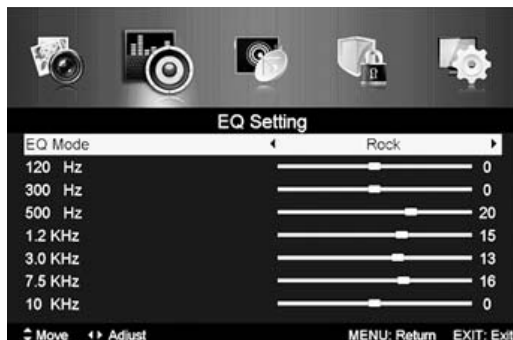 EQ Setting
EQ Mode Rock
120 Hz 0
300 Hz 0
500 Hz 20
1.2 KHz 15
3.0 KHz 13
7.5 KHz 16
10 KHz 0
Move Adjust MENU: Return EXIT: Exit